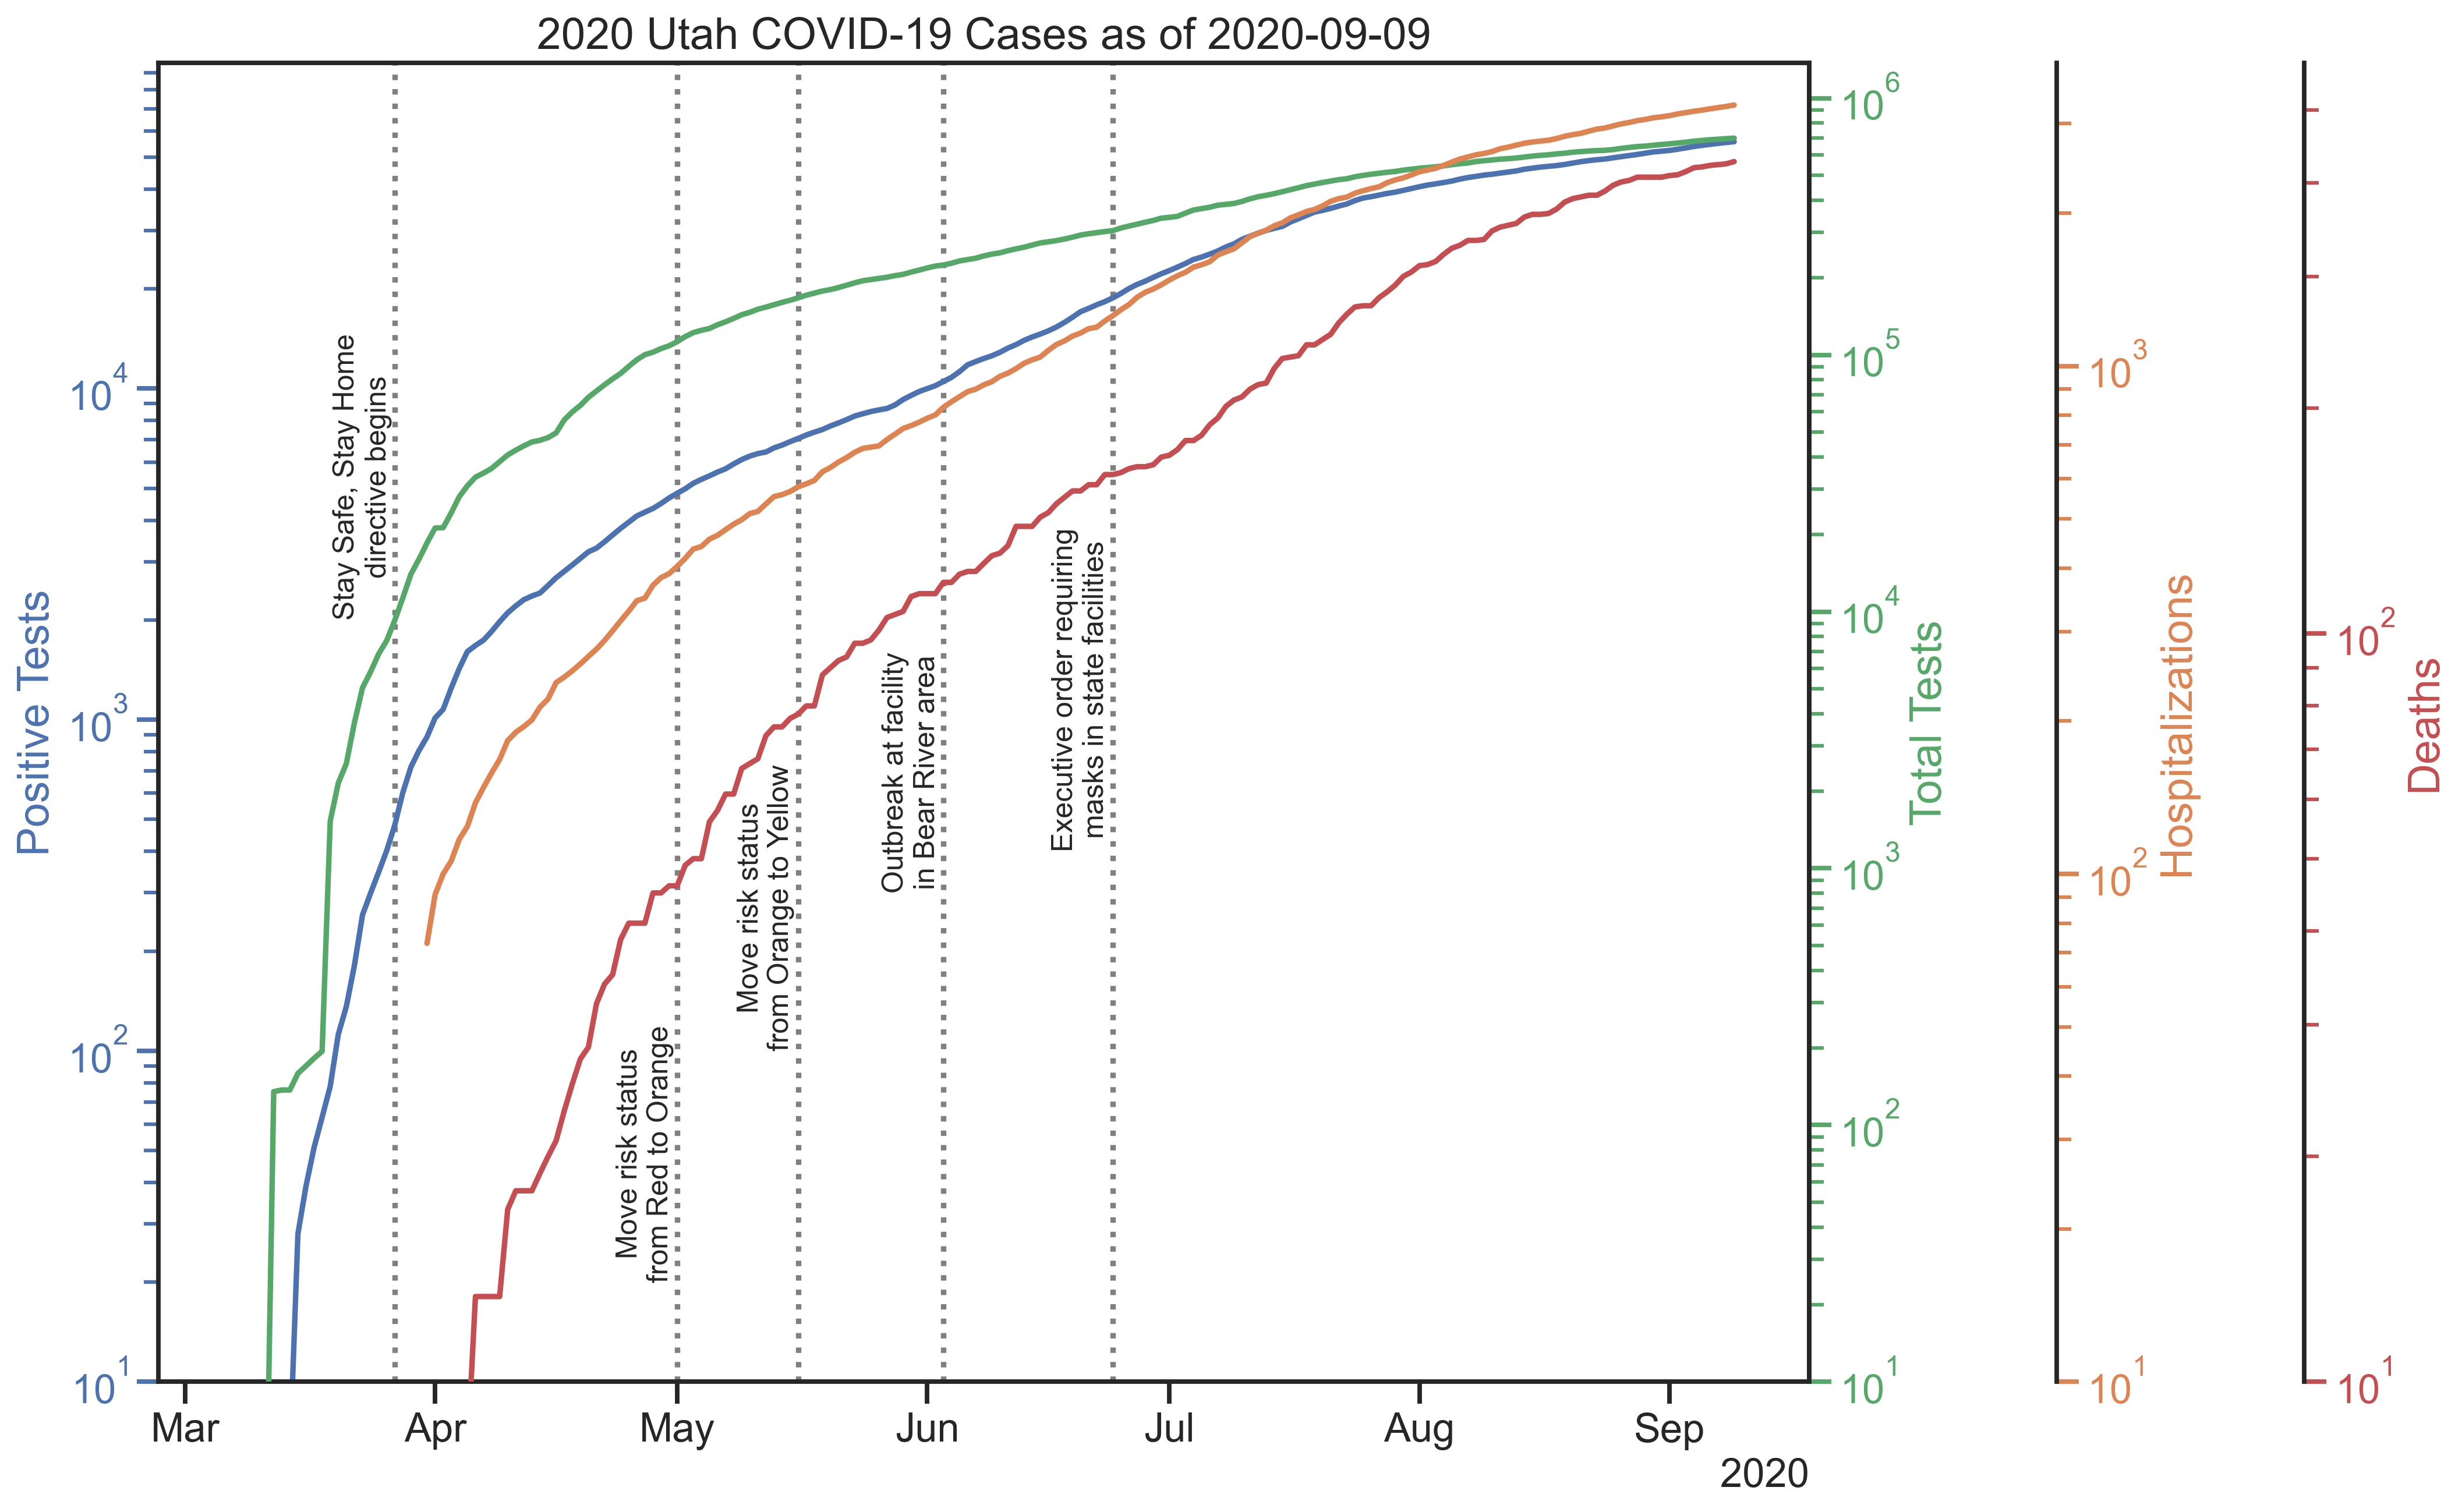 2020 Utah COVID-19 Cases as of 2020-09-09
Positive Tests
10^4
10^3
10^2
10^1
Stay Safe, Stay Home
directive begins
Move risk status
from Red to Orange
Move risk status
from Orange to Yellow
Outbreak at facility
in Bear River area
Executive order requiring
masks in state facilities
Mar Apr May Jun Jul Aug Sep
2020
10^6
10^5
10^4
10^3
10^2
10^1
Total Tests
10^3
10^2
10^1
Hospitalizations
10^2
10^1
Deaths